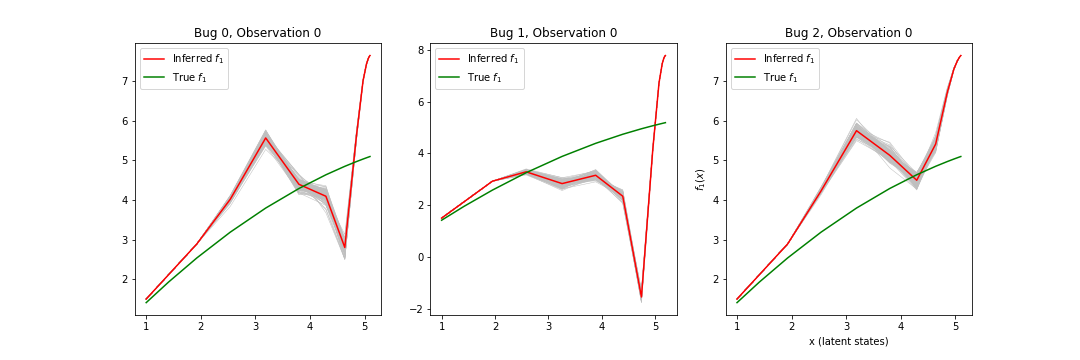 Bug 0, Observation 0
Inferred f₁
True f₁
7
6
5
4
3
2
1 2 3 4 5
Bug 1, Observation 0
Inferred f₁
True f₁
8
6
4
2
0
−2
1 2 3 4 5
Bug 2, Observation 0
Inferred f₁
True f₁
f₁(x)
7
6
5
4
3
2
1 2 3 4 5
x (latent states)